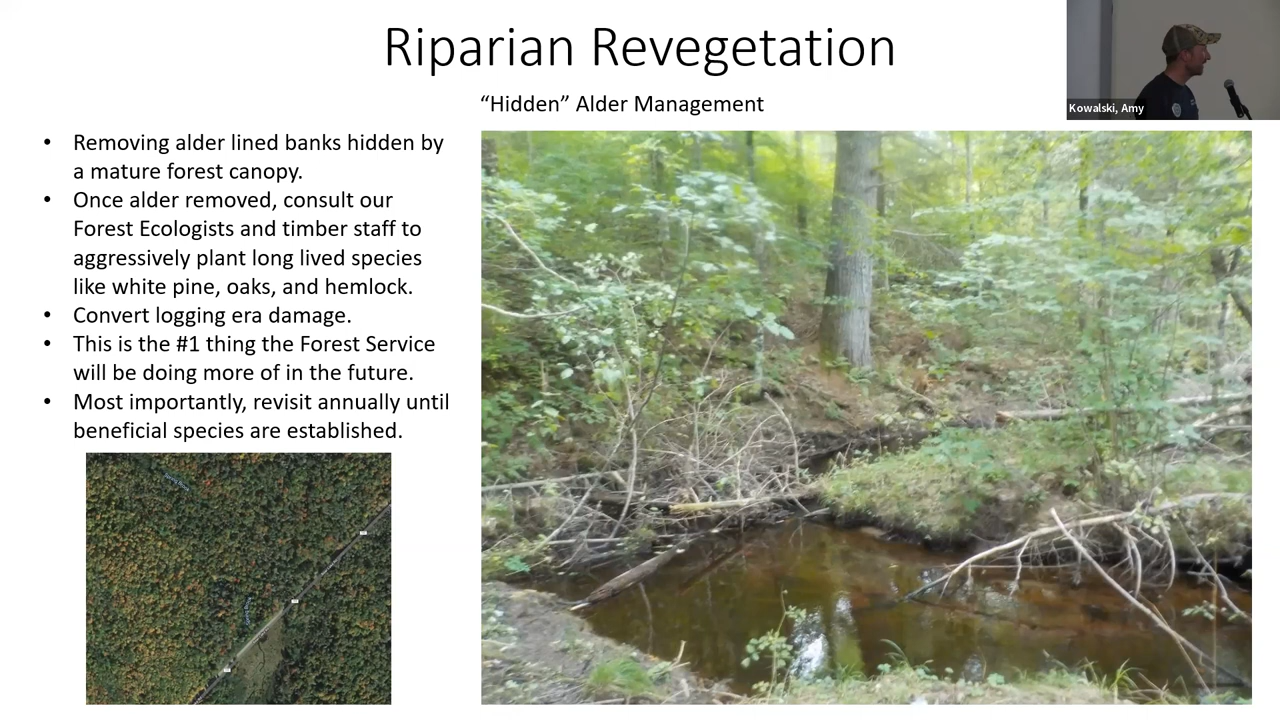 Riparian Revegetation
"Hidden" Alder Management
Kowalski, Amy
• Removing alder lined banks hidden by
a mature forest canopy.
• Once alder removed, consult our
Forest Ecologists and timber staff to
aggressively plant long lived species
like white pine, oaks, and hemlock.
• Convert logging era damage.
• This is the #1 thing the Forest Service
will be doing more of in the future.
• Most importantly, revisit annually until
beneficial species are established.